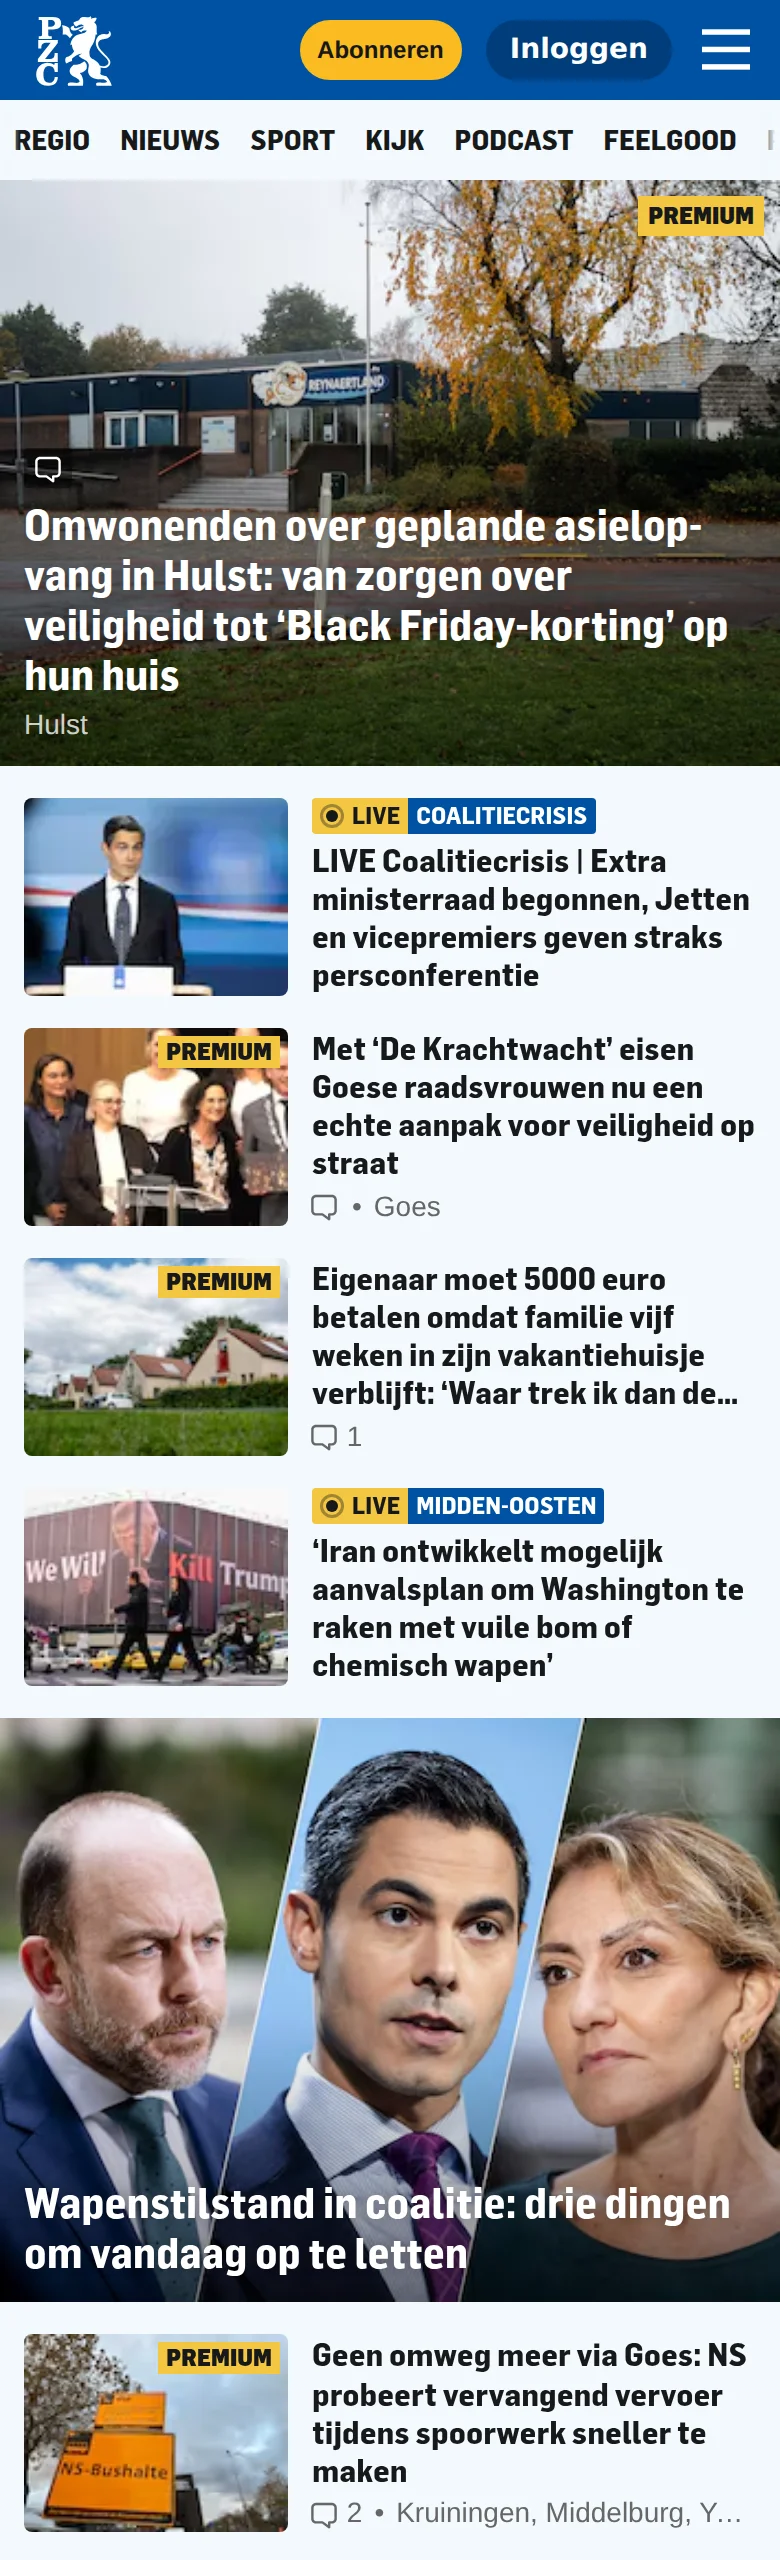 PZC
Abonneren
Inloggen
REGIO NIEUWS SPORT KIJK PODCAST FEELGOOD
PREMIUM
REYNAERTLAND
Omwonenden over geplande asielop-
vang in Hulst: van zorgen over
veiligheid tot ‘Black Friday-korting’ op
hun huis
Hulst
LIVE COALITIECRISIS
LIVE Coalitiecrisis | Extra
ministerraad begonnen, Jetten
en vicepremiers geven straks
persconferentie
PREMIUM
Met ‘De Krachtwacht’ eisen
Goese raadsvrouwen nu een
echte aanpak voor veiligheid op
straat
• Goes
PREMIUM
Eigenaar moet 5000 euro
betalen omdat familie vijf
weken in zijn vakantiehuisje
verblijft: ‘Waar trek ik dan de...
1
We Will Kill Trump
LIVE MIDDEN-OOSTEN
‘Iran ontwikkelt mogelijk
aanvalsplan om Washington te
raken met vuile bom of
chemisch wapen’
Wapenstilstand in coalitie: drie dingen
om vandaag op te letten
PREMIUM
NS-Bushalte
Geen omweg meer via Goes: NS
probeert vervangend vervoer
tijdens spoorwerk sneller te
maken
2 • Kruiningen, Middelburg, Y...